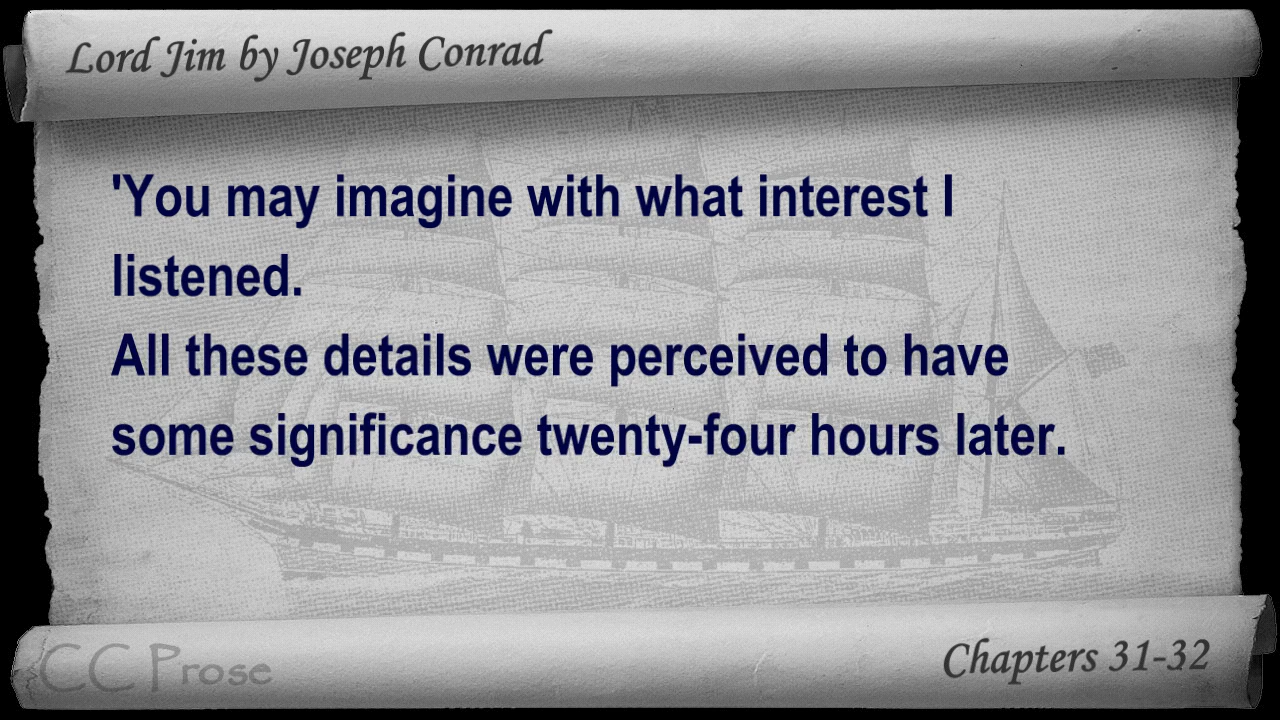 Lord Jim by Joseph Conrad
'You may imagine with what interest I
listened.
All these details were perceived to have
some significance twenty-four hours later.
CC Prose
Chapters 31-32